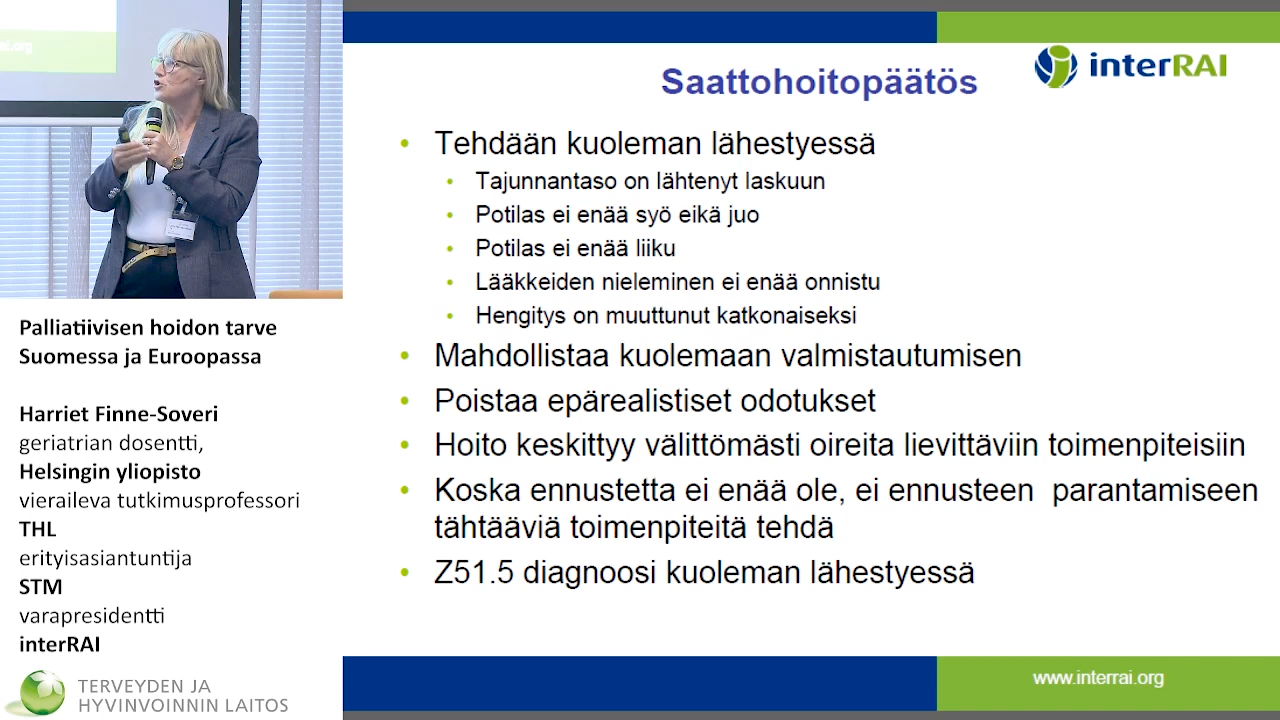 ai.org
Palliatiivisen hoidon tarve
Suomessa ja Euroopassa
Harriet Finne-Soveri
geriatrian dosentti,
Helsingin yliopisto
vieraileva tutkimusprofessori
THL
erityisasiantuntija
STM
varapresidentti
interRAI
TERVEYDEN JA
HYVINVOINNIN LAITOS
interRAI
Saattohoitopäätös
• Tehdään kuoleman lähestyessä
• Tajunnantaso on lähtenyt laskuun
• Potilas ei enää syö eikä juo
• Potilas ei enää liiku
• Lääkkeiden nieleminen ei enää onnistu
• Hengitys on muuttunut katkonaiseksi
• Mahdollistaa kuolemaan valmistautumisen
• Poistaa epärealistiset odotukset
• Hoito keskittyy välittömästi oireita lievittäviin toimenpiteisiin
• Koska ennustetta ei enää ole, ei ennusteen parantamiseen
tähtääviä toimenpiteitä tehdä
• Z51.5 diagnoosi kuoleman lähestyessä
www.interrai.org